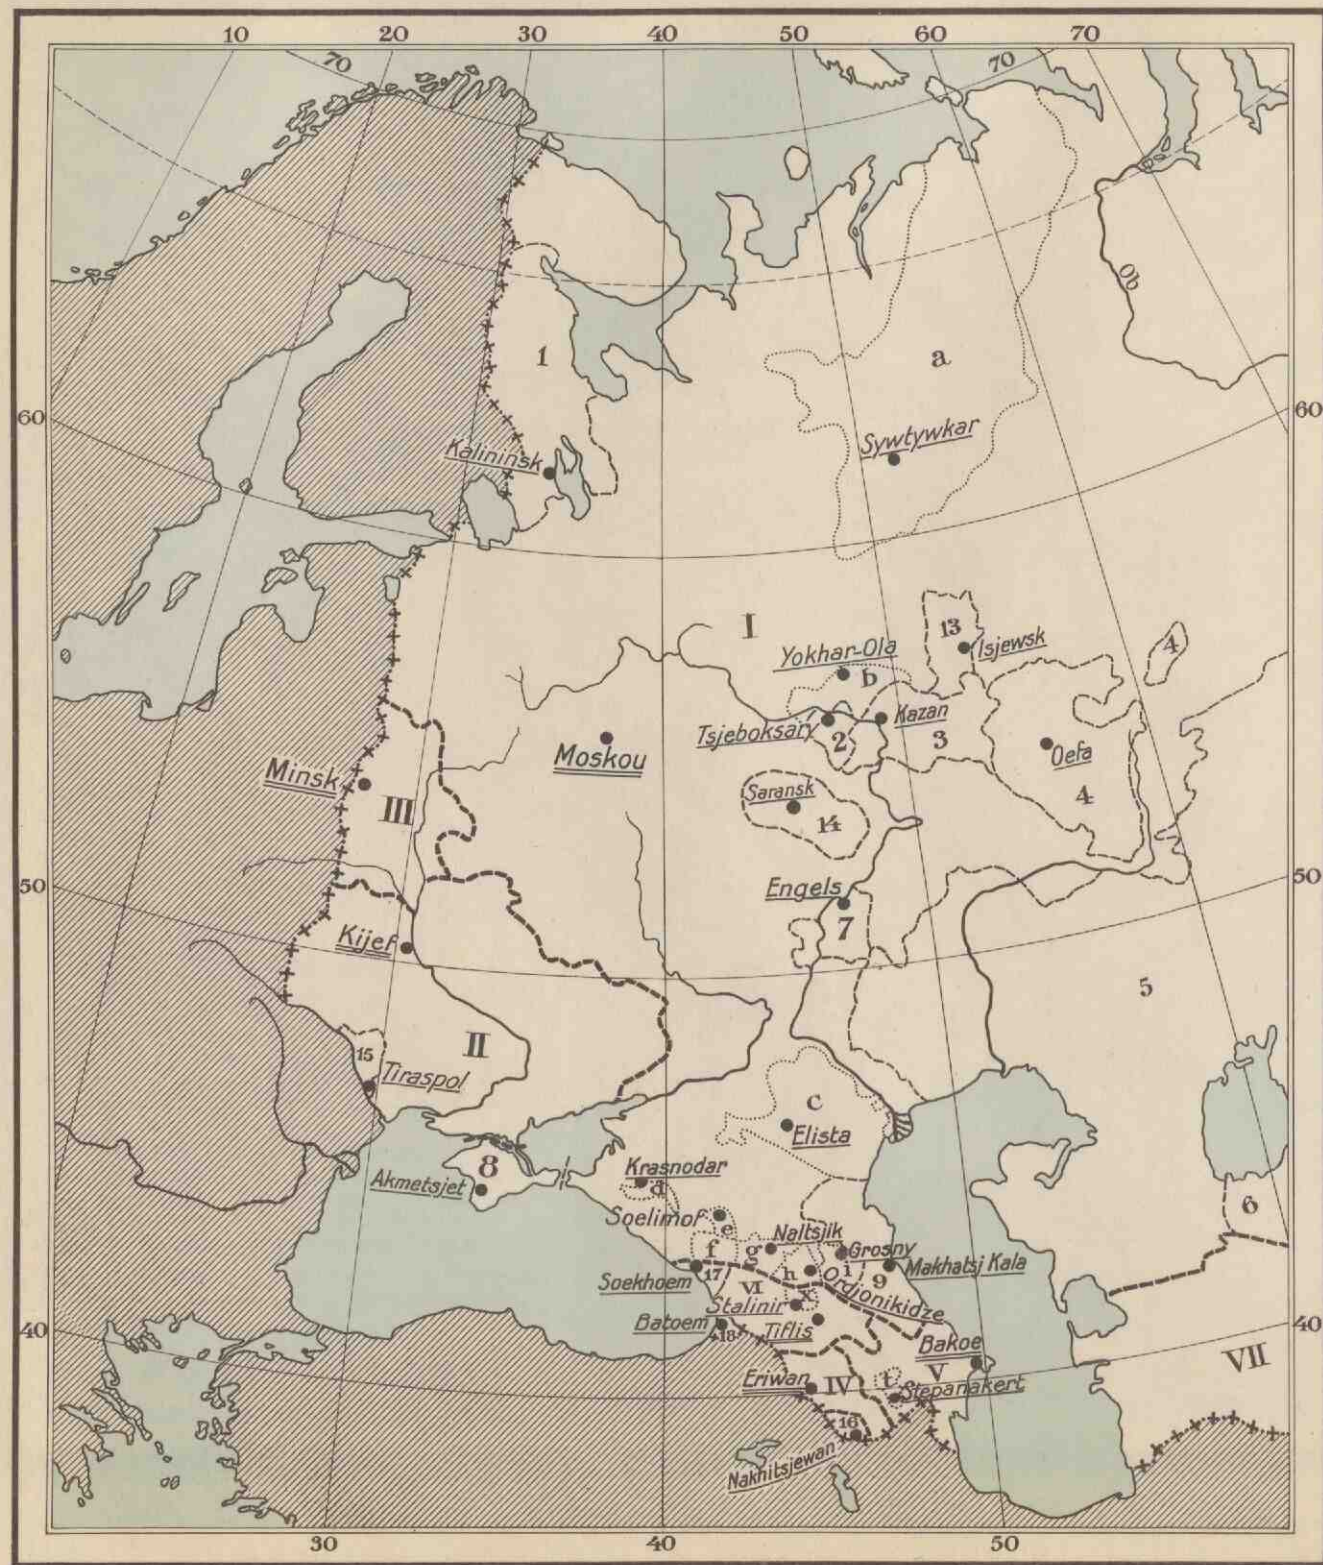 10 20 30 40 50 60 70
70
70
Ob
1
a
60
60
Kalininsk
Sywtywkar
I
13
Isjewsk
4
Yokhar-Ola
b
Kazan
Tsjeboksary
2
3
Oefa
4
Moskou
Minsk
III
Saransk
14
50
50
Engels
7
Kijef
5
II
15
Tiraspol
c
Elista
8
Akmetsjet
Krasnodar
d
6
Soelimof
e
Naltsjik
f
g
Grosny
Makhatsj Kala
h
i
9
Soekhoem
17
VI
Ordjonikidze
Stalinir
x
40
40
Batoem
18
Tiflis
Bakoe
VII
Eriwan
IV
t
V
Stepanakert
16
Nakhitsjewan
30 40 50